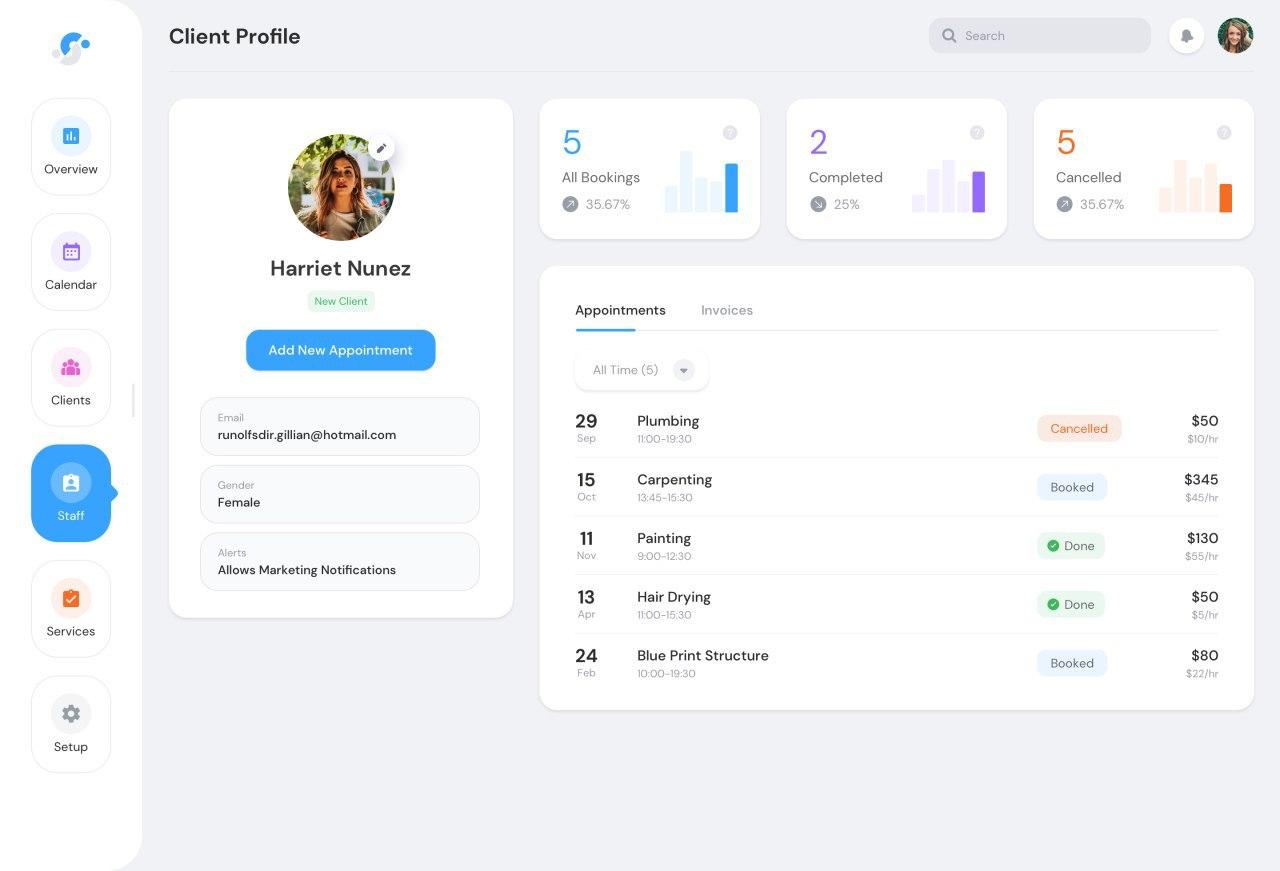 Client Profile
Search
Overview
Calendar
Clients
Staff
Services
Setup
Harriet Nunez
New Client
Add New Appointment
Email
runolfsdir.gillian@hotmail.com
Gender
Female
Alerts
Allows Marketing Notifications
5
?
All Bookings
35.67%
2
?
Completed
25%
5
?
Cancelled
35.67%
Appointments
Invoices
All Time (5)
29 Plumbing Cancelled $50
Sep 11:00-19:30 $10/hr
15 Carpenting Booked $345
Oct 13:45-15:30 $45/hr
11 Painting Done $130
Nov 9:00-12:30 $55/hr
13 Hair Drying Done $50
Apr 11:00-15:30 $5/hr
24 Blue Print Structure Booked $80
Feb 10:00-19:30 $22/hr